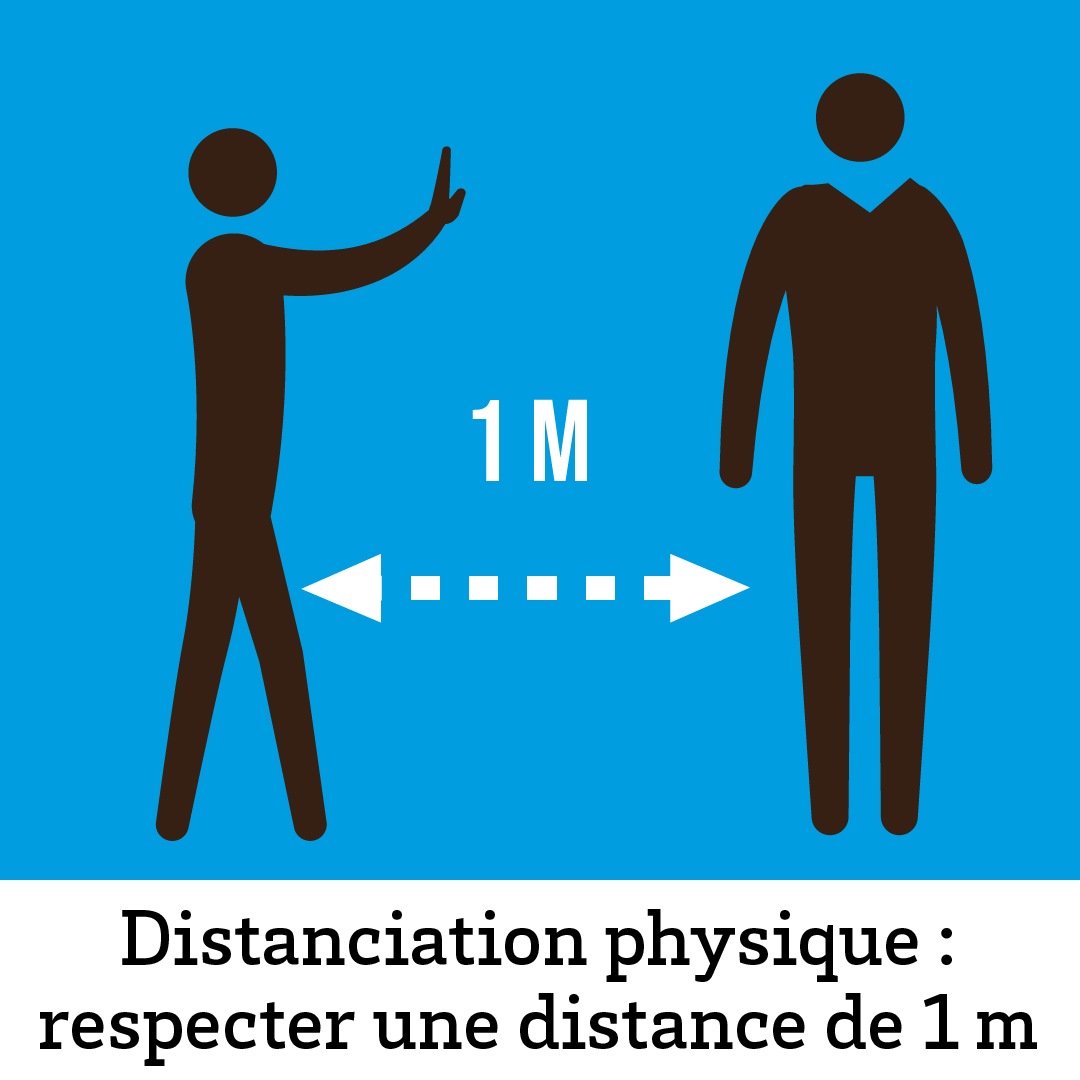 1 M
Distanciation physique :
respecter une distance de 1 m